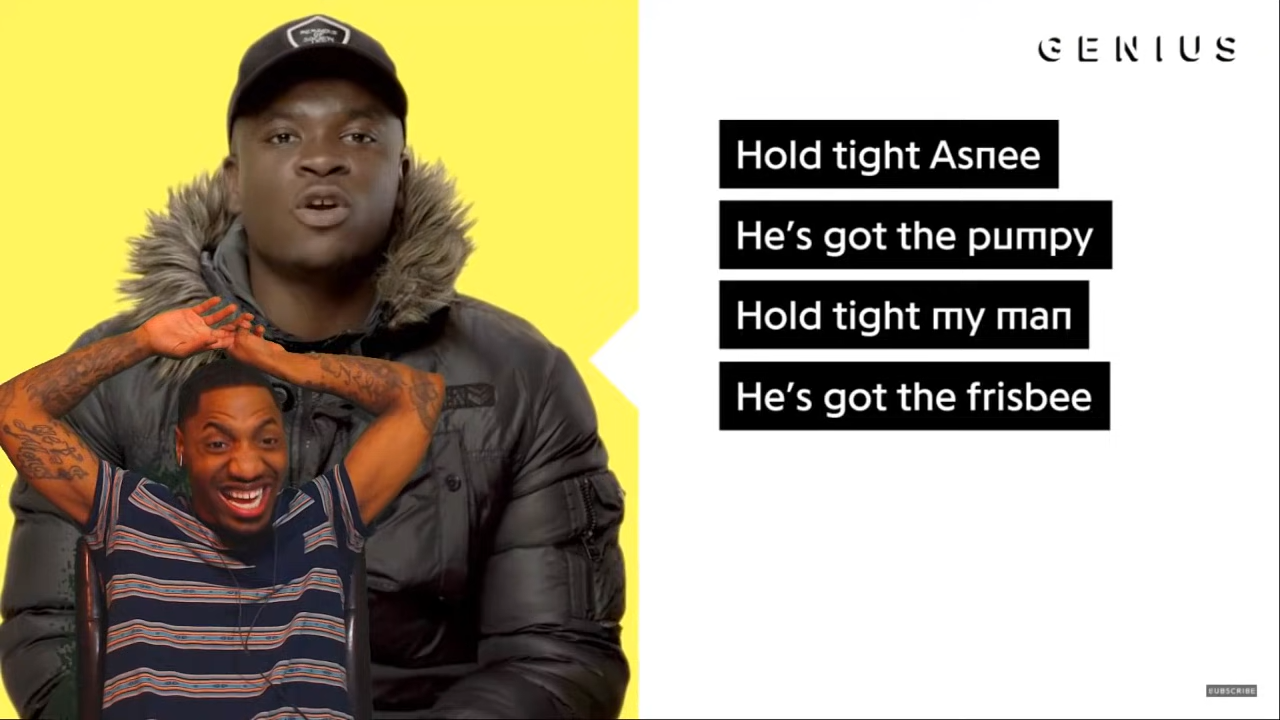 GENIUS
Hold tight Asnee
He's got the pumpy
Hold tight my man
He's got the frisbee
SUBSCRIBE